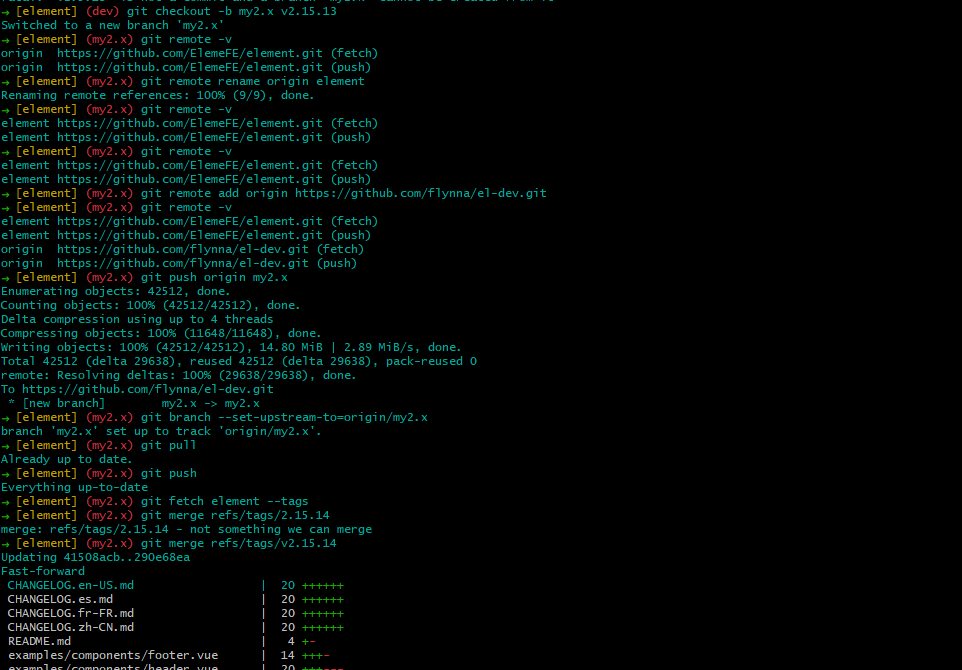 → [element] (dev) git checkout -b my2.x v2.15.13
Switched to a new branch 'my2.x'
→ [element] (my2.x) git remote -v
origin  https://github.com/ElemeFE/element.git (fetch)
origin  https://github.com/ElemeFE/element.git (push)
→ [element] (my2.x) git remote rename origin element
Renaming remote references: 100% (9/9), done.
→ [element] (my2.x) git remote -v
element https://github.com/ElemeFE/element.git (fetch)
element https://github.com/ElemeFE/element.git (push)
→ [element] (my2.x) git remote -v
element https://github.com/ElemeFE/element.git (fetch)
element https://github.com/ElemeFE/element.git (push)
→ [element] (my2.x) git remote add origin https://github.com/flynna/el-dev.git
→ [element] (my2.x) git remote -v
element https://github.com/ElemeFE/element.git (fetch)
element https://github.com/ElemeFE/element.git (push)
origin  https://github.com/flynna/el-dev.git (fetch)
origin  https://github.com/flynna/el-dev.git (push)
→ [element] (my2.x) git push origin my2.x
Enumerating objects: 42512, done.
Counting objects: 100% (42512/42512), done.
Delta compression using up to 4 threads
Compressing objects: 100% (11648/11648), done.
Writing objects: 100% (42512/42512), 14.80 MiB | 2.89 MiB/s, done.
Total 42512 (delta 29638), reused 42512 (delta 29638), pack-reused 0
remote: Resolving deltas: 100% (29638/29638), done.
To https://github.com/flynna/el-dev.git
 * [new branch]        my2.x -> my2.x
→ [element] (my2.x) git branch --set-upstream-to=origin/my2.x
branch 'my2.x' set up to track 'origin/my2.x'.
→ [element] (my2.x) git pull
Already up to date.
→ [element] (my2.x) git push
Everything up-to-date
→ [element] (my2.x) git fetch element --tags
→ [element] (my2.x) git merge refs/tags/2.15.14
merge: refs/tags/2.15.14 - not something we can merge
→ [element] (my2.x) git merge refs/tags/v2.15.14
Updating 41508acb..290e68ea
Fast-forward
 CHANGELOG.en-US.md                  |  20 ++++++
 CHANGELOG.es.md                     |  20 ++++++
 CHANGELOG.fr-FR.md                  |  20 ++++++
 CHANGELOG.zh-CN.md                  |  20 ++++++
 README.md                           |   4 +-
 examples/components/footer.vue      |  14 +++-
 examples/components/header.vue      |  20 +++---